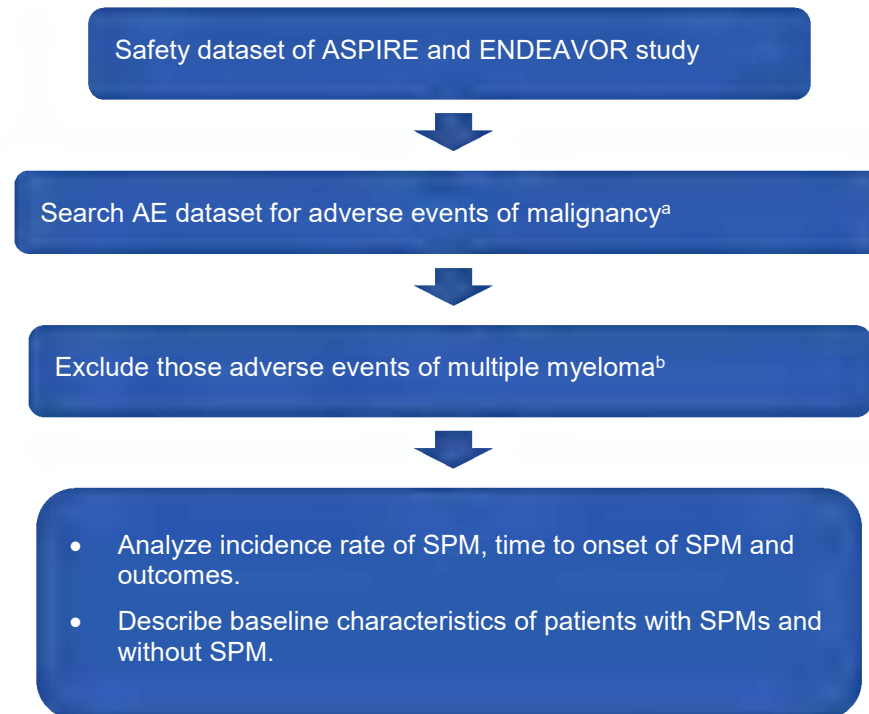 Safety dataset of ASPIRE and ENDEAVOR study
Search AE dataset for adverse events of malignancyᵃ
Exclude those adverse events of multiple myelomaᵇ
• Analyze incidence rate of SPM, time to onset of SPM and
outcomes.
• Describe baseline characteristics of patients with SPMs and
without SPM.